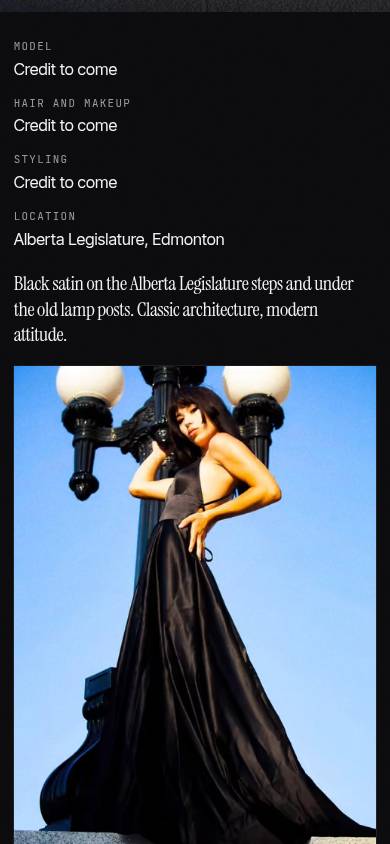 MODEL
Credit to come
HAIR AND MAKEUP
Credit to come
STYLING
Credit to come
LOCATION
Alberta Legislature, Edmonton
Black satin on the Alberta Legislature steps and under
the old lamp posts. Classic architecture, modern
attitude.